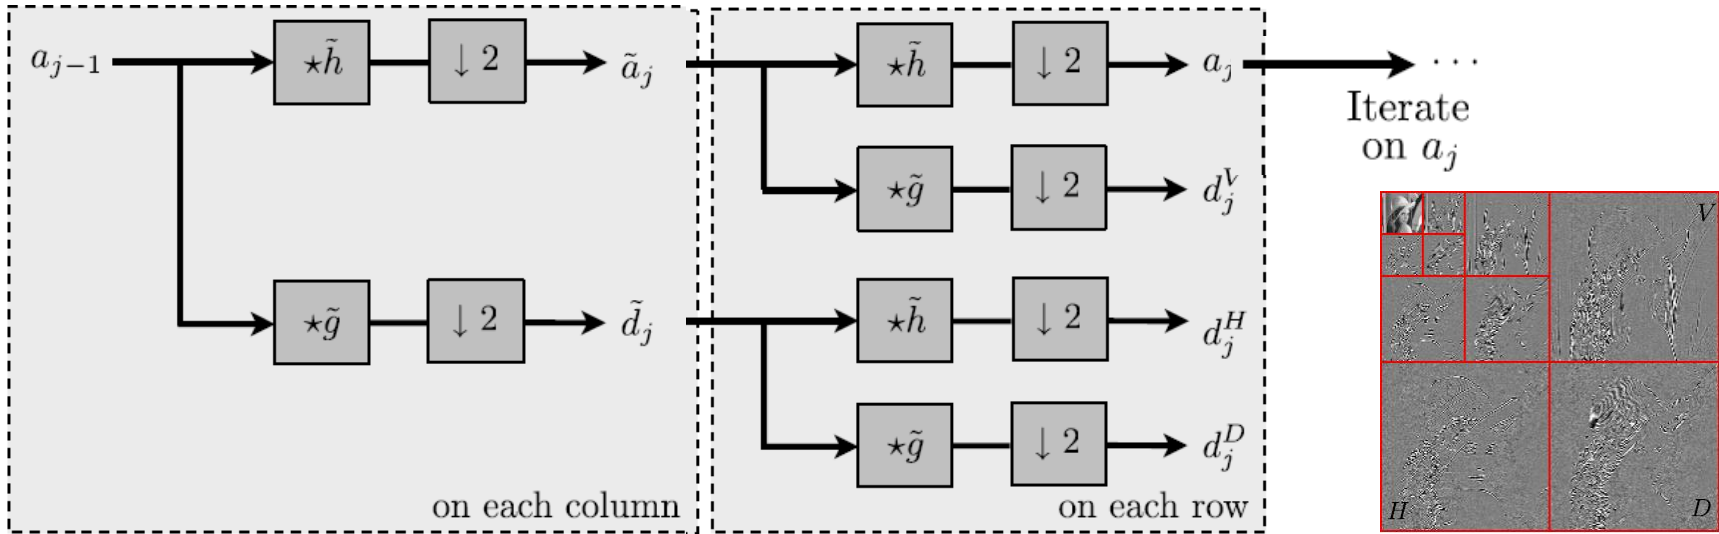 a_{j−1}
⋆h̃
↓ 2
ã_j
⋆g̃
↓ 2
d̃_j
on each column
⋆h̃
↓ 2
a_j
⋆g̃
↓ 2
d_j^V
⋆h̃
↓ 2
d_j^H
⋆g̃
↓ 2
d_j^D
on each row
· · ·
Iterate
on a_j
V
H
D